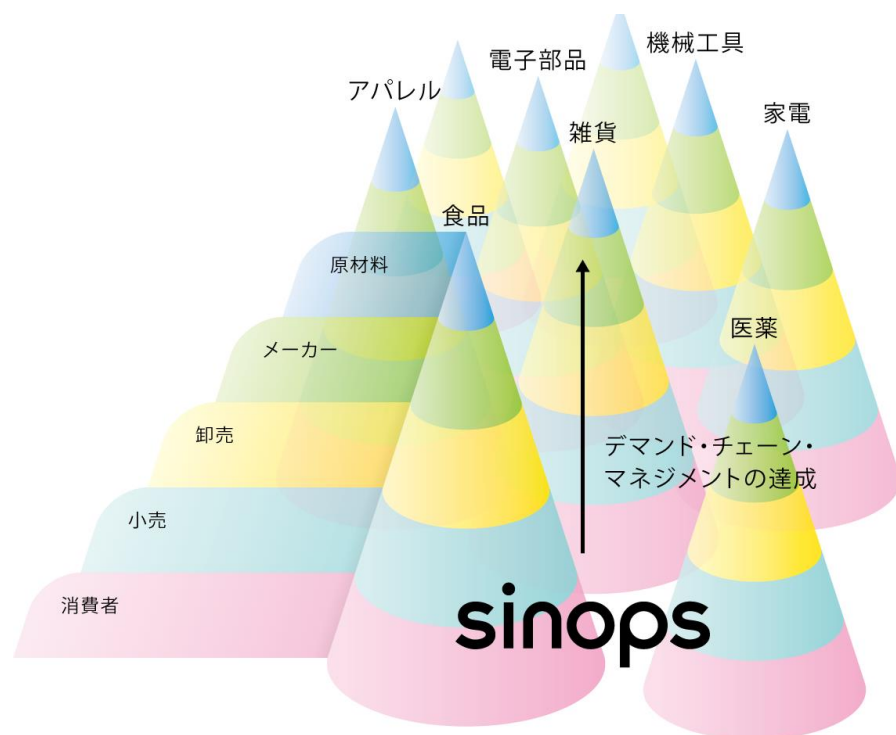 機械工具
電子部品
アパレル
家電
雑貨
食品
原材料
医薬
メーカー
卸売
デマンド・チェーン・
マネジメントの達成
小売
消費者
sinops